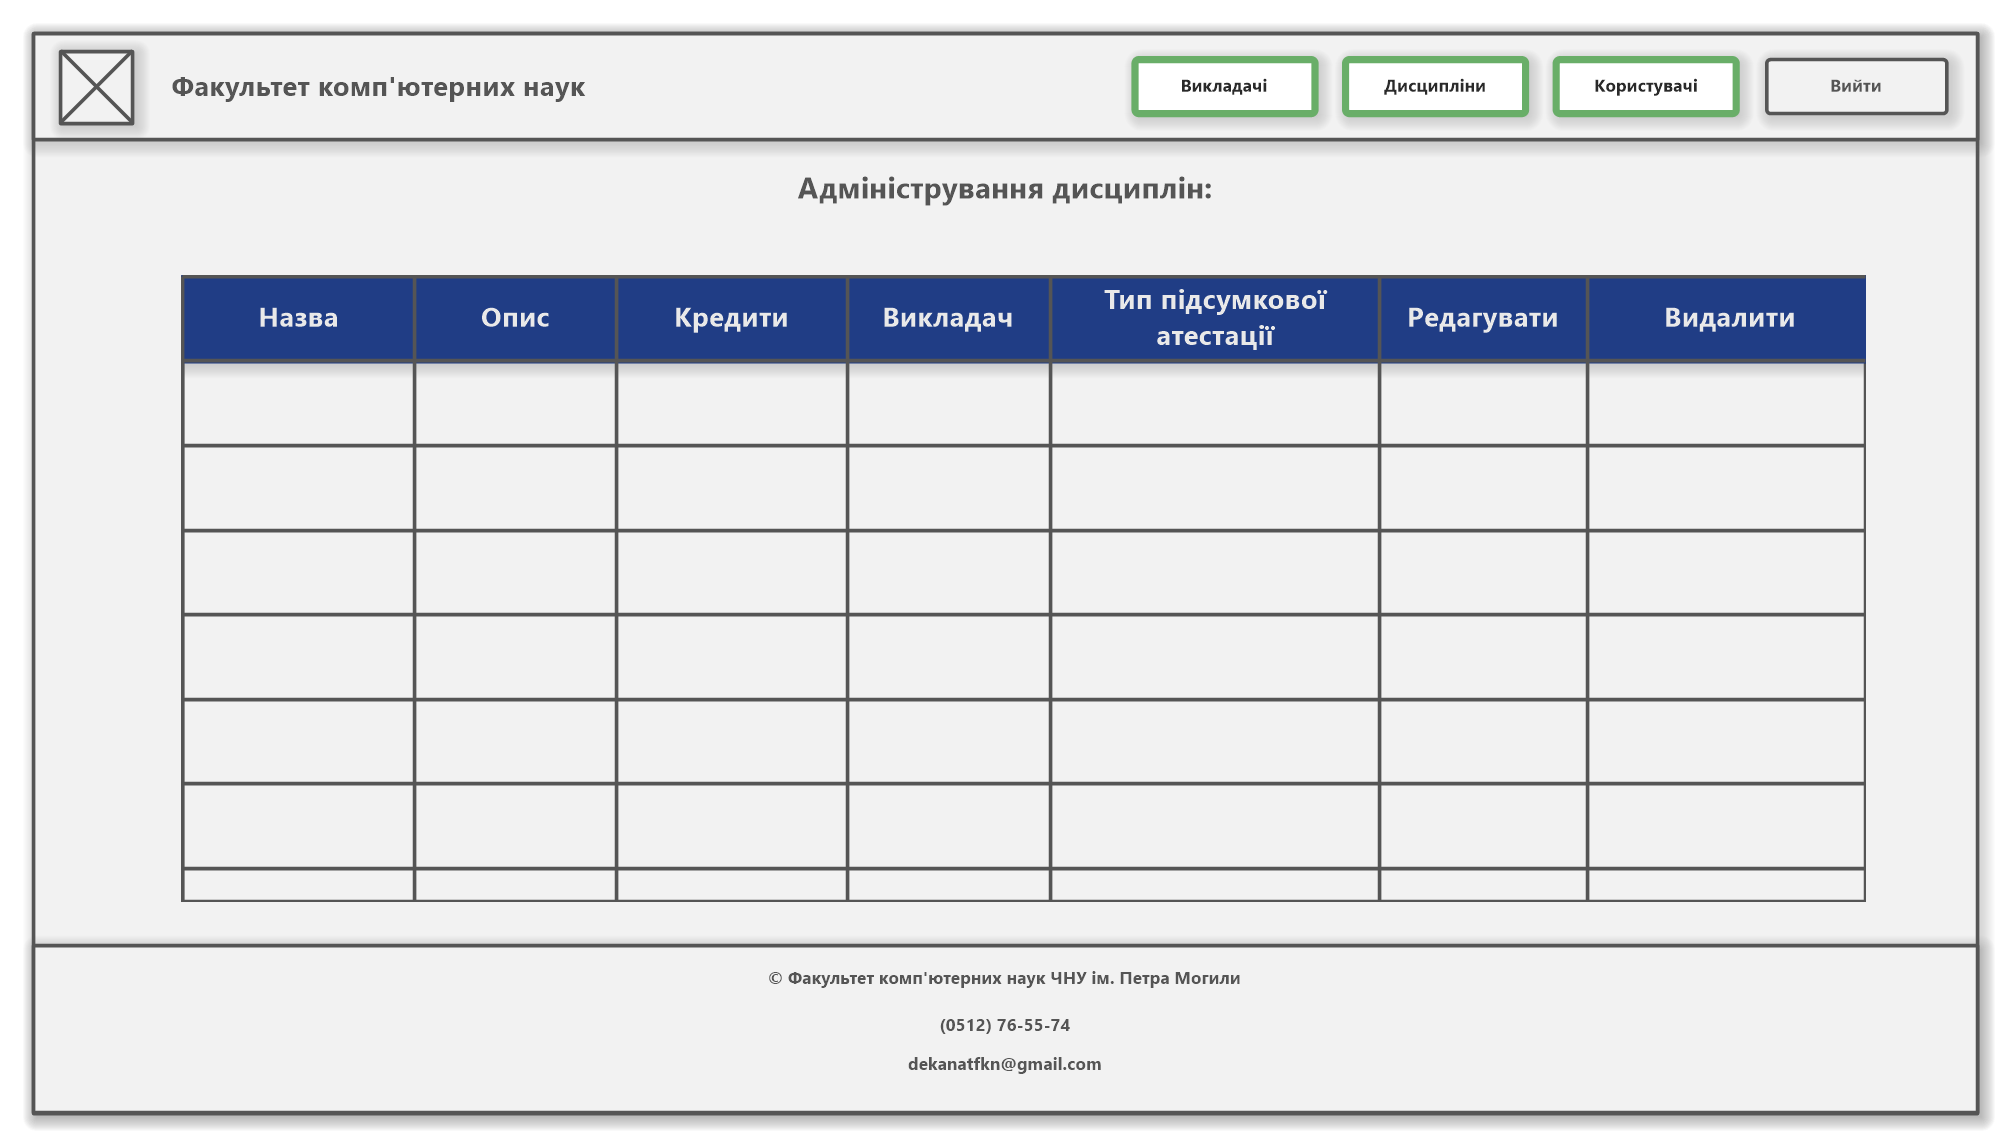 Факультет комп'ютерних наук
Викладачі
Дисципліни
Користувачі
Вийти
Адміністрування дисциплін:
Назва
Опис
Кредити
Викладач
Тип підсумкової
атестації
Редагувати
Видалити
© Факультет комп'ютерних наук ЧНУ ім. Петра Могили
(0512) 76-55-74
dekanatfkn@gmail.com